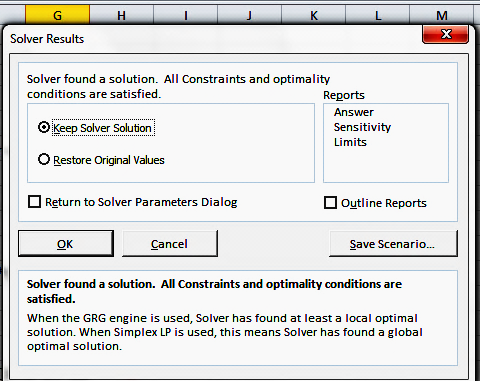 G H I J K L M
Solver Results
X
Solver found a solution. All Constraints and optimality
conditions are satisfied.
Reports
Answer
Sensitivity
Limits
Keep Solver Solution
Restore Original Values
Return to Solver Parameters Dialog
Outline Reports
OK
Cancel
Save Scenario...
Solver found a solution. All Constraints and optimality conditions are
satisfied.
When the GRG engine is used, Solver has found at least a local optimal
solution. When Simplex LP is used, this means Solver has found a global
optimal solution.